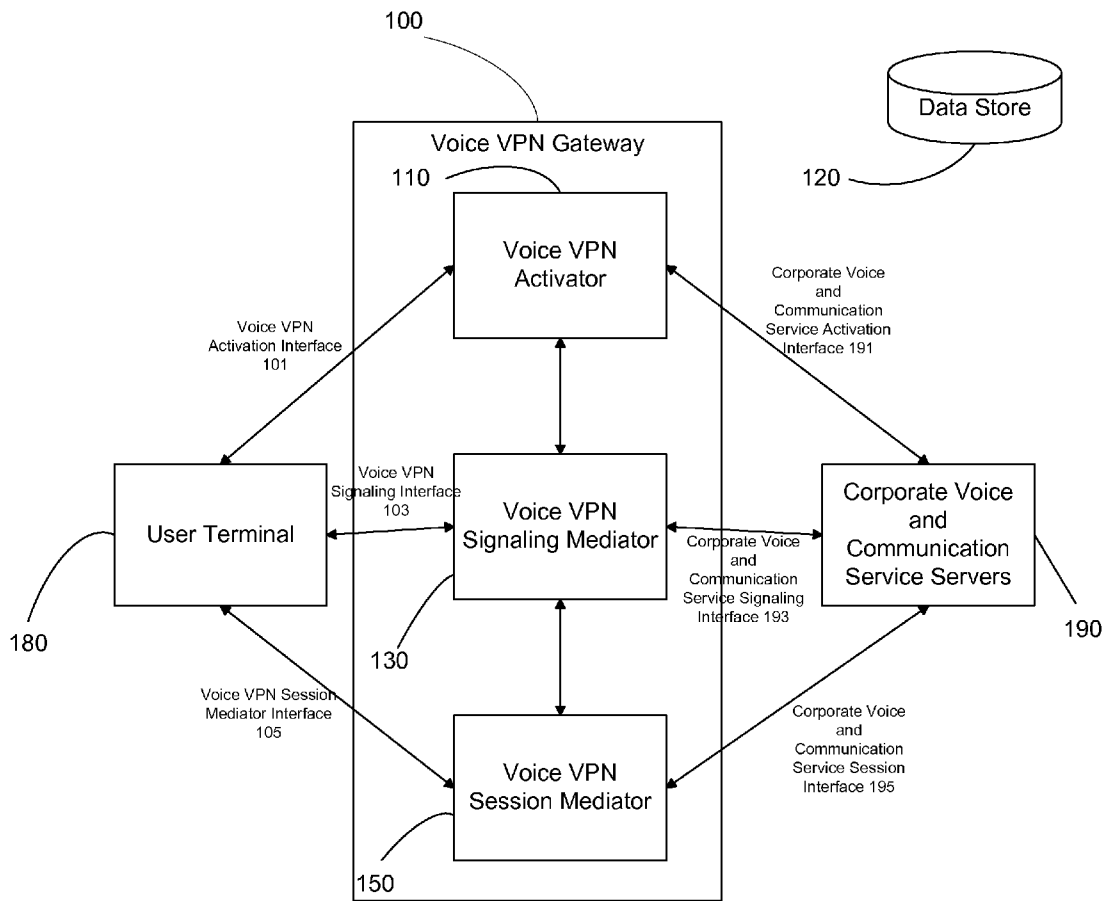 100
Data Store
120
Voice VPN Gateway
110
Voice VPN
Activator
Voice VPN
Activation Interface
101
Corporate Voice
and
Communication
Service Activation
Interface 191
User Terminal
180
Voice VPN
Signaling Interface
103
Voice VPN
Signaling Mediator
130
Corporate Voice
and
Communication
Service Signaling
Interface 193
Corporate Voice
and
Communication
Service Servers
190
Voice VPN Session
Mediator Interface
105
Voice VPN
Session Mediator
150
Corporate Voice
and
Communication
Service Session
Interface 195